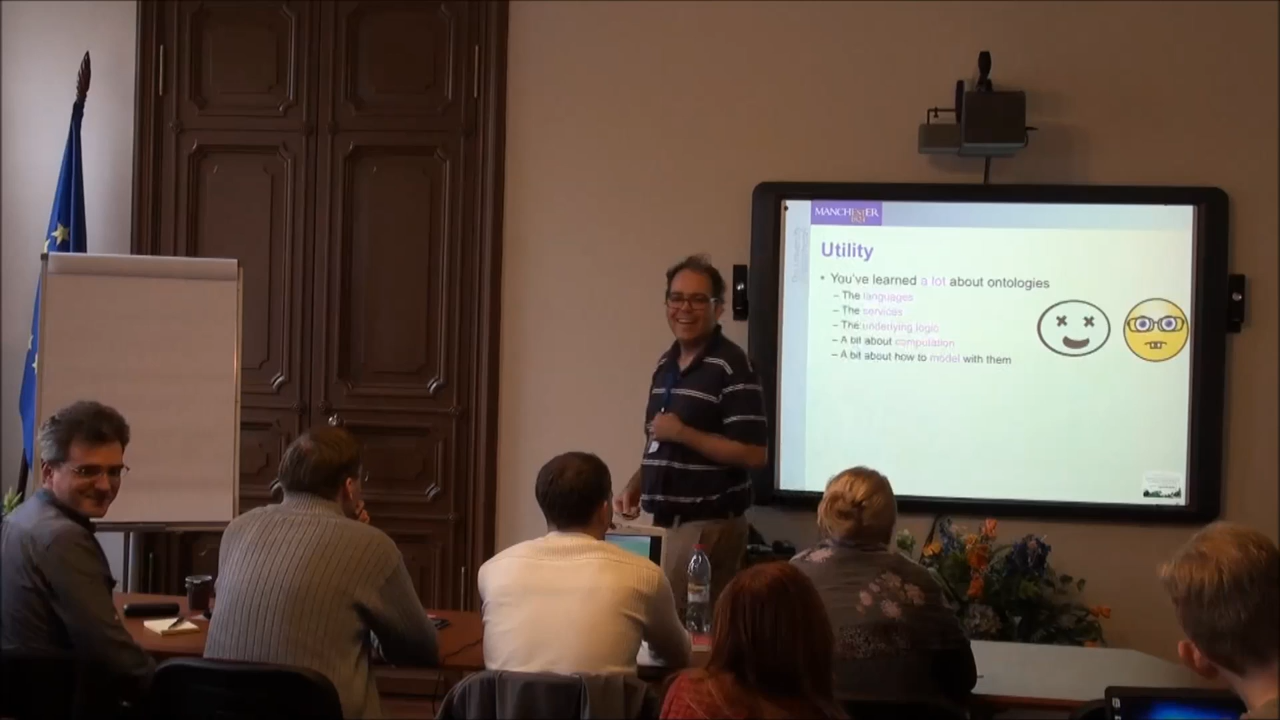 MANCHESTER
1824
Utility
• You've learned a lot about ontologies
– The languages
– The services
– The underlying logic
– A bit about computation
– A bit about how to model with them